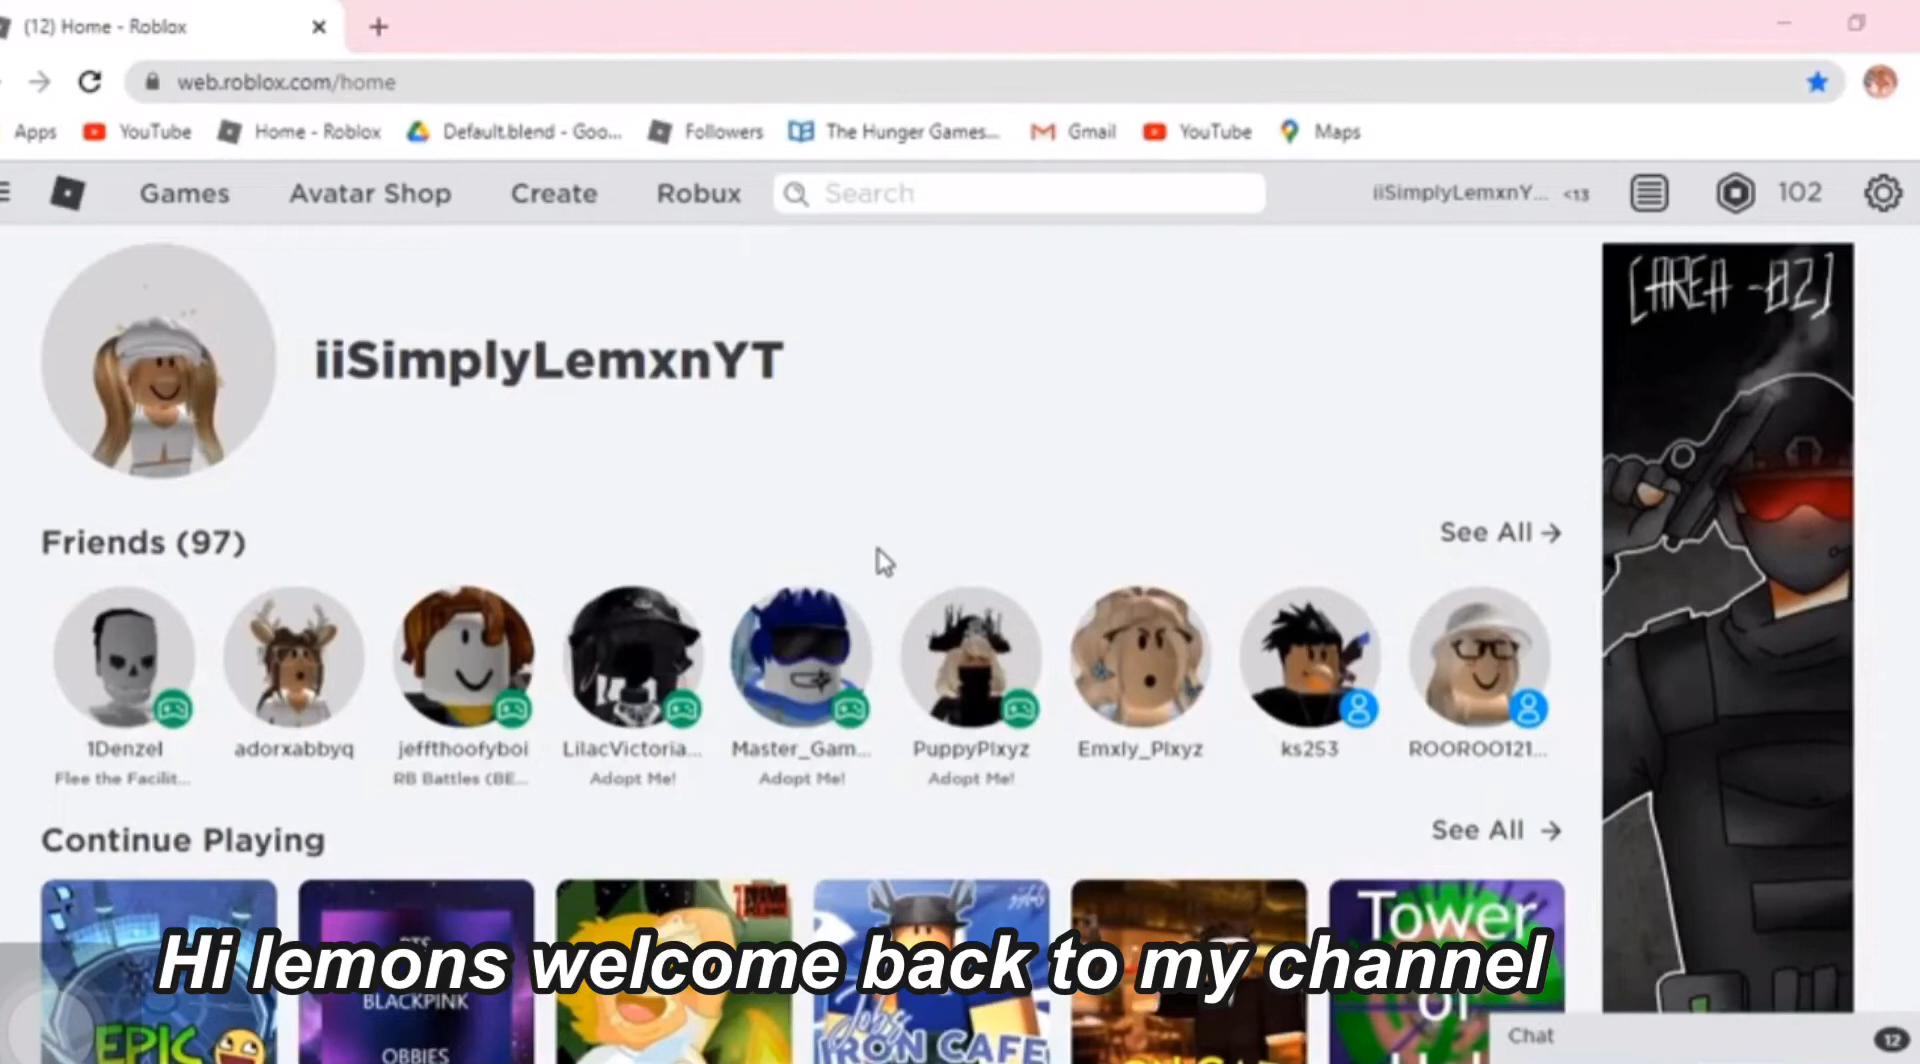 (12) Home - Roblox
web.roblox.com/home
Apps YouTube Home - Roblox Default.blend - Goo... Followers The Hunger Games... Gmail YouTube Maps
Games Avatar Shop Create Robux Search iiSimplyLemxnY... <13 102
[AREA -02]
iiSimplyLemxnYT
Friends (97) See All →
1Denzel adorxabbyq jeffthoofyboi LilacVictoria... Master_Gam... PuppyPlxyz Emxly_Plxyz ks253 ROOROO121...
Flee the Facilit... RB Battles (BE... Adopt Me! Adopt Me! Adopt Me!
Continue Playing See All →
Tower
Hi lemons welcome back to my channel
BLACKPINK
of
EPIC
OBBIES
IRON CAFE
Chat 12